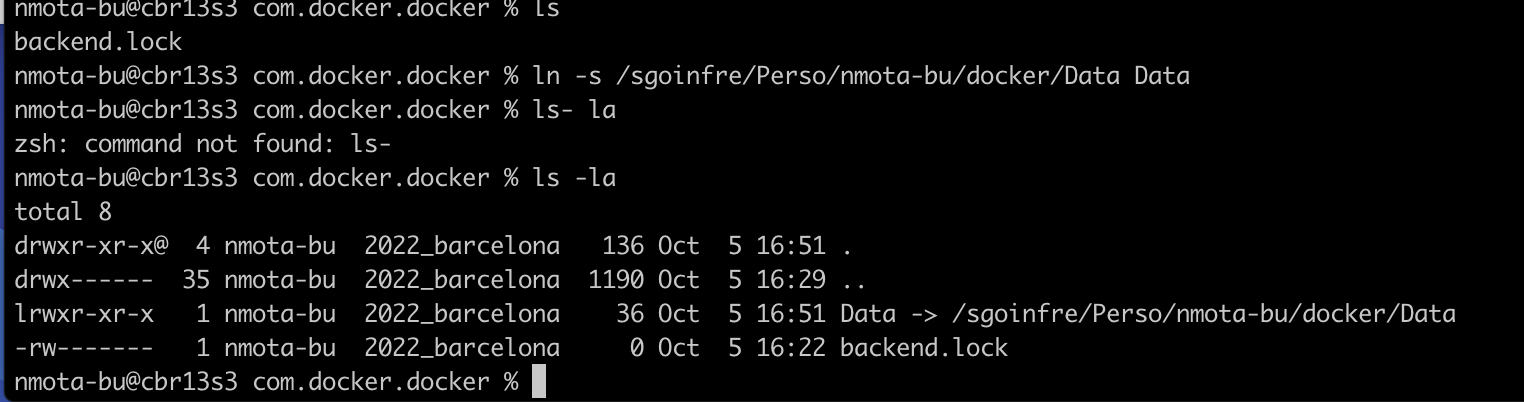 nmota-bu@cbr13s3 com.docker.docker % ls
backend.lock
nmota-bu@cbr13s3 com.docker.docker % ln -s /sgoinfre/Perso/nmota-bu/docker/Data Data
nmota-bu@cbr13s3 com.docker.docker % ls- la
zsh: command not found: ls-
nmota-bu@cbr13s3 com.docker.docker % ls -la
total 8
drwxr-xr-x@  4 nmota-bu  2022_barcelona   136 Oct  5 16:51 .
drwx------  35 nmota-bu  2022_barcelona  1190 Oct  5 16:29 ..
lrwxr-xr-x   1 nmota-bu  2022_barcelona    36 Oct  5 16:51 Data -> /sgoinfre/Perso/nmota-bu/docker/Data
-rw-------   1 nmota-bu  2022_barcelona     0 Oct  5 16:22 backend.lock
nmota-bu@cbr13s3 com.docker.docker %